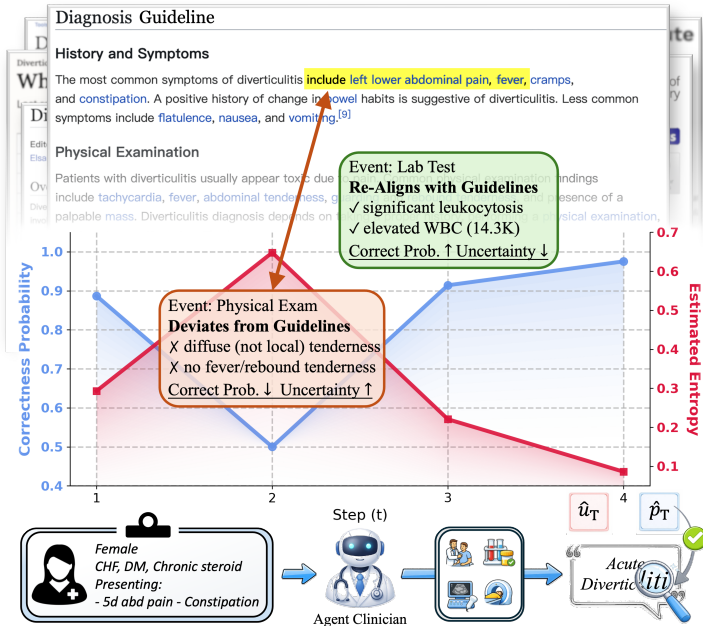 Diagnosis Guideline
History and Symptoms
The most common symptoms of diverticulitis include left lower abdominal pain, fever, cramps,
and constipation. A positive history of change in bowel habits is suggestive of diverticulitis. Less common
symptoms include flatulence, nausea, and vomiting.[9]
Physical Examination
Patients with diverticulitis usually appear toxic due to
include tachycardia, fever, abdominal tenderness,
presence of a
palpable mass. Diverticulitis diagnosis depends on
physical examination,
Event: Lab Test
Re-Aligns with Guidelines
✓ significant leukocytosis
✓ elevated WBC (14.3K)
Correct Prob. ↑ Uncertainty ↓
Event: Physical Exam
Deviates from Guidelines
✗ diffuse (not local) tenderness
✗ no fever/rebound tenderness
Correct Prob. ↓ Uncertainty ↑
Correctness Probability
1.0
0.9
0.8
0.7
0.6
0.5
0.4
Estimated Entropy
0.7
0.6
0.5
0.4
0.3
0.2
0.1
1
2
3
4
Step (t)
Female
CHF, DM, Chronic steroid
Presenting:
- 5d abd pain - Constipation
Agent Clinician
û_T
p̂_T
Acute
Diverticuliti